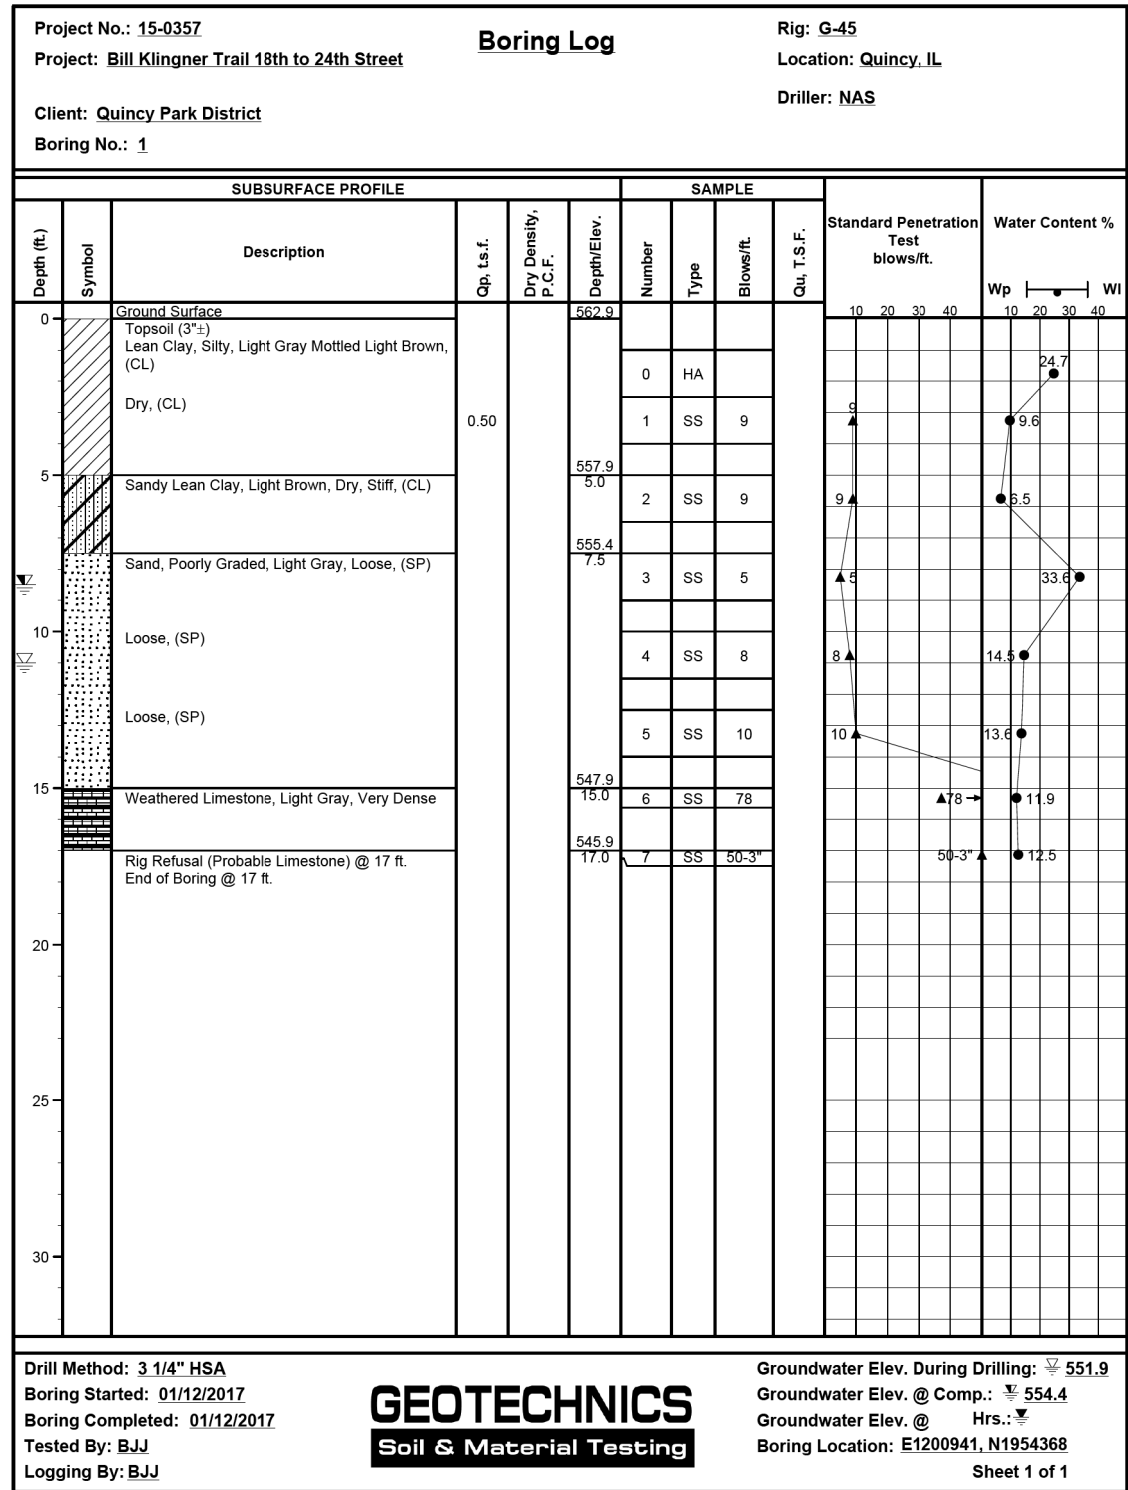 Project No.: 15-0357
Project: Bill Klingner Trail 18th to 24th Street
Client: Quincy Park District
Boring No.: 1
Boring Log
Rig: G-45
Location: Quincy, IL
Driller: NAS
SUBSURFACE PROFILE
SAMPLE
Depth (ft.)
Symbol
Description
Qp, t.s.f.
Dry Density, P.C.F.
Depth/Elev.
Number
Type
Blows/ft.
Qu, T.S.F.
Standard Penetration
Test
blows/ft.
Water Content %
Wp Wl
10 20 30 40 10 20 30 40
Ground Surface 562.9
0
Topsoil (3"±)
Lean Clay, Silty, Light Gray Mottled Light Brown,
(CL)
0 HA 24.7
Dry, (CL)
0.50 1 SS 9 9 9.6
557.9
5 5.0
Sandy Lean Clay, Light Brown, Dry, Stiff, (CL)
2 SS 9 9 6.5
555.4
7.5
Sand, Poorly Graded, Light Gray, Loose, (SP)
3 SS 5 5 33.6
10
Loose, (SP)
4 SS 8 8 14.5
Loose, (SP)
5 SS 10 10 13.6
547.9
15 15.0
Weathered Limestone, Light Gray, Very Dense 6 SS 78 78 11.9
545.9
17.0
Rig Refusal (Probable Limestone) @ 17 ft. 7 SS 50-3" 50-3" 12.5
End of Boring @ 17 ft.
20
25
30
Drill Method: 3 1/4" HSA
Boring Started: 01/12/2017
Boring Completed: 01/12/2017
Tested By: BJJ
Logging By: BJJ
GEOTECHNICS
Soil & Material Testing
Groundwater Elev. During Drilling: 551.9
Groundwater Elev. @ Comp.: 554.4
Groundwater Elev. @ Hrs.:
Boring Location: E1200941, N1954368
Sheet 1 of 1